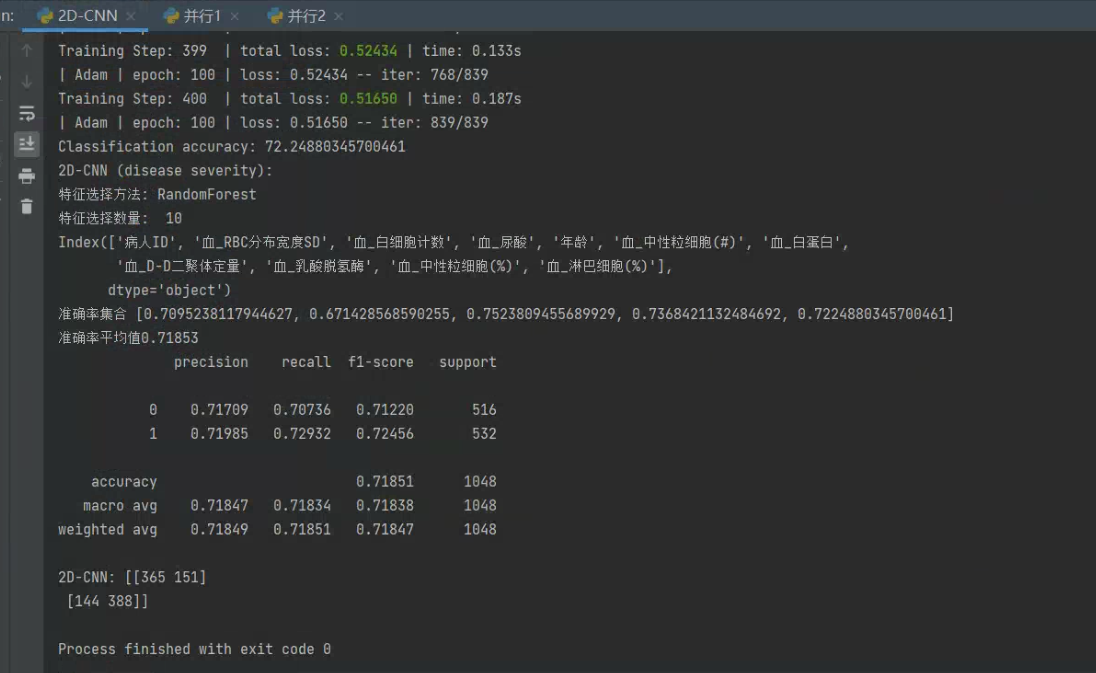 n: 2D-CNN × 并行1 × 并行2 ×
Training Step: 399 | total loss: 0.52434 | time: 0.133s
| Adam | epoch: 100 | loss: 0.52434 -- iter: 768/839
Training Step: 400 | total loss: 0.51650 | time: 0.187s
| Adam | epoch: 100 | loss: 0.51650 -- iter: 839/839
Classification accuracy: 72.24880345700461
2D-CNN (disease severity):
特征选择方法: RandomForest
特征选择数量: 10
Index(['病人ID', '血_RBC分布宽度SD', '血_白细胞计数', '血_尿酸', '年龄', '血_中性粒细胞(#)', '血_白蛋白',
'血_D-D二聚体定量', '血_乳酸脱氢酶', '血_中性粒细胞(%)', '血_淋巴细胞(%)'],
dtype='object')
准确率集合 [0.7095238117944627, 0.671428568590255, 0.7523809455689929, 0.7368421132484692, 0.7224880345700461]
准确率平均值0.71853
precision recall f1-score support
0 0.71709 0.70736 0.71220 516
1 0.71985 0.72932 0.72456 532
accuracy 0.71851 1048
macro avg 0.71847 0.71834 0.71838 1048
weighted avg 0.71849 0.71851 0.71847 1048
2D-CNN: [[365 151]
[144 388]]
Process finished with exit code 0